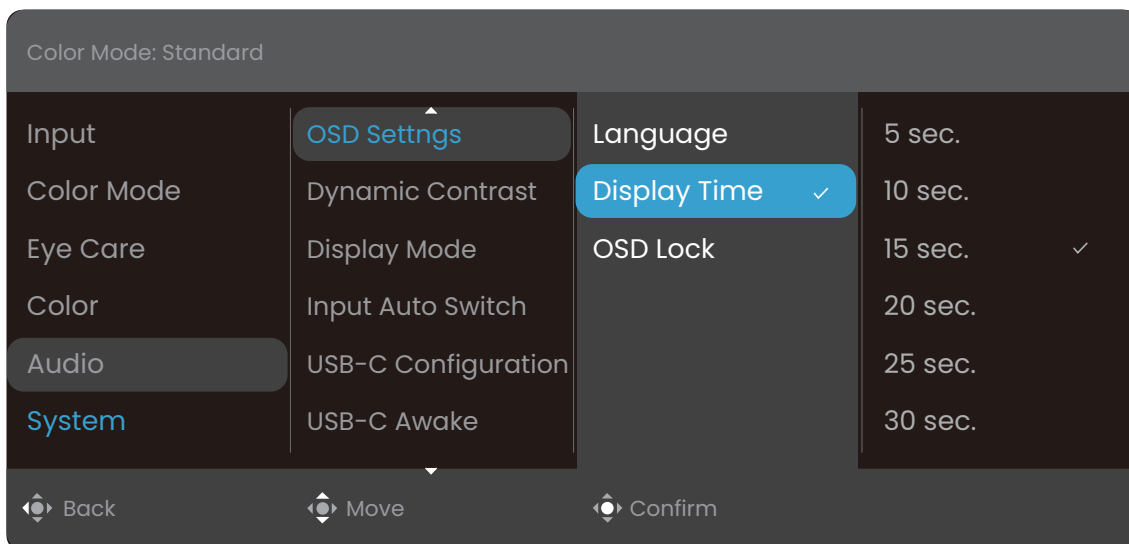 Color Mode: Standard
Input
Color Mode
Eye Care
Color
Audio
System
OSD Settngs
Dynamic Contrast
Display Mode
Input Auto Switch
USB-C Configuration
USB-C Awake
Language
Display Time
OSD Lock
5 sec.
10 sec.
15 sec.
20 sec.
25 sec.
30 sec.
Back
Move
Confirm